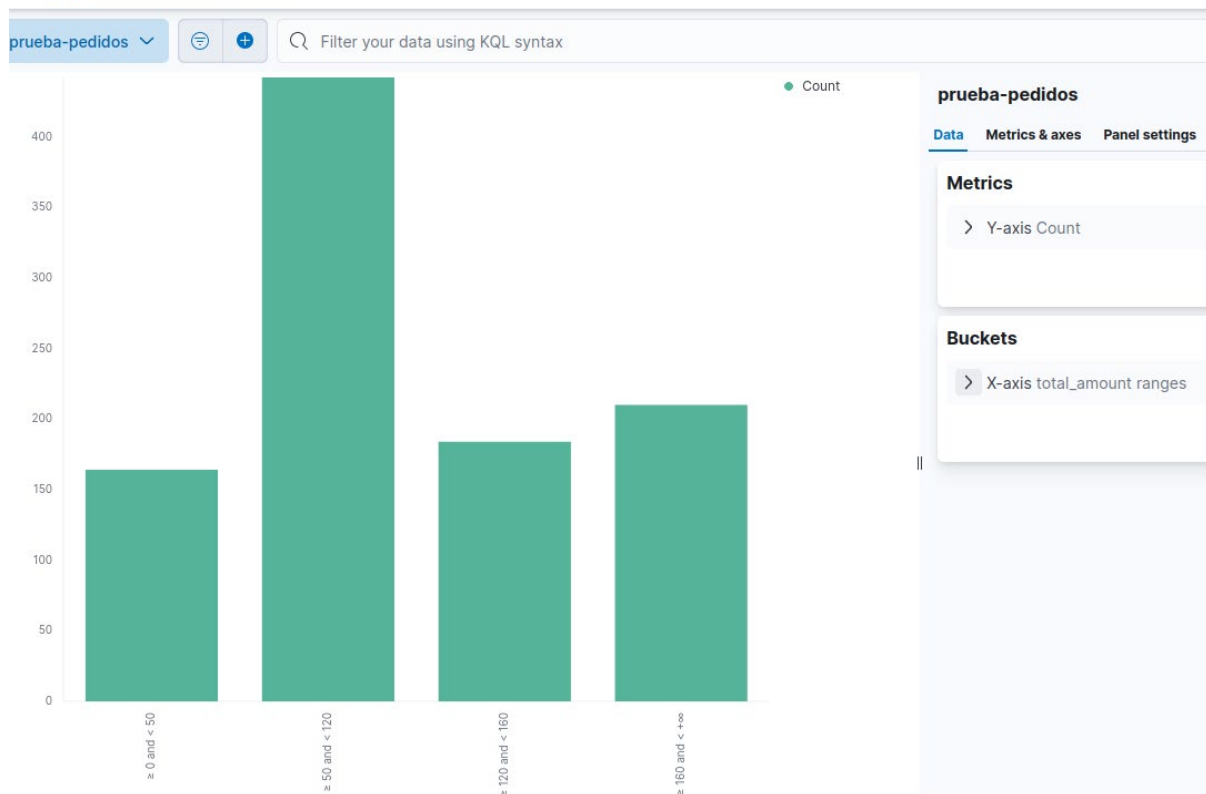 prueba-pedidos
Filter your data using KQL syntax
Count
400
350
300
250
200
150
100
50
0
≥ 0 and < 50
≥ 50 and < 120
≥ 120 and < 160
≥ 160 and < +∞
prueba-pedidos
Data Metrics & axes Panel settings
Metrics
Y-axis Count
Buckets
X-axis total_amount ranges